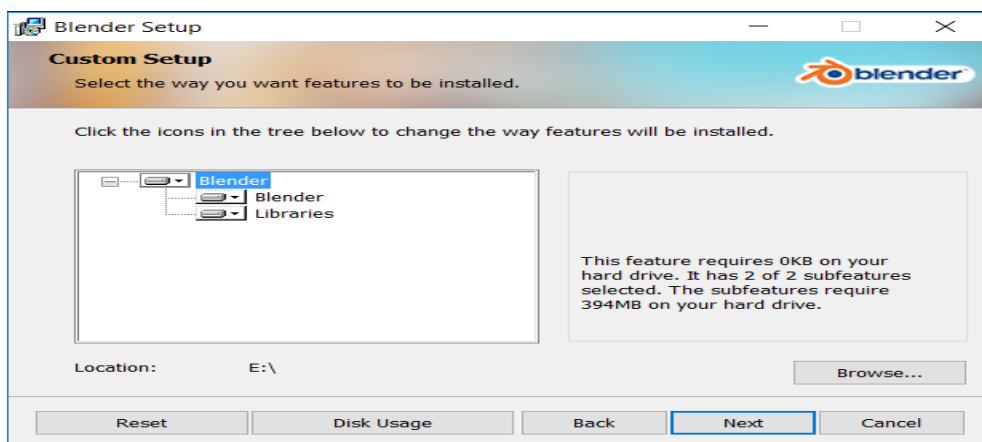 Blender Setup
Custom Setup
Select the way you want features to be installed.
blender
Click the icons in the tree below to change the way features will be installed.
Blender
Blender
Libraries
This feature requires 0KB on your
hard drive. It has 2 of 2 subfeatures
selected. The subfeatures require
394MB on your hard drive.
Location: E:\
Browse...
Reset Disk Usage Back Next Cancel